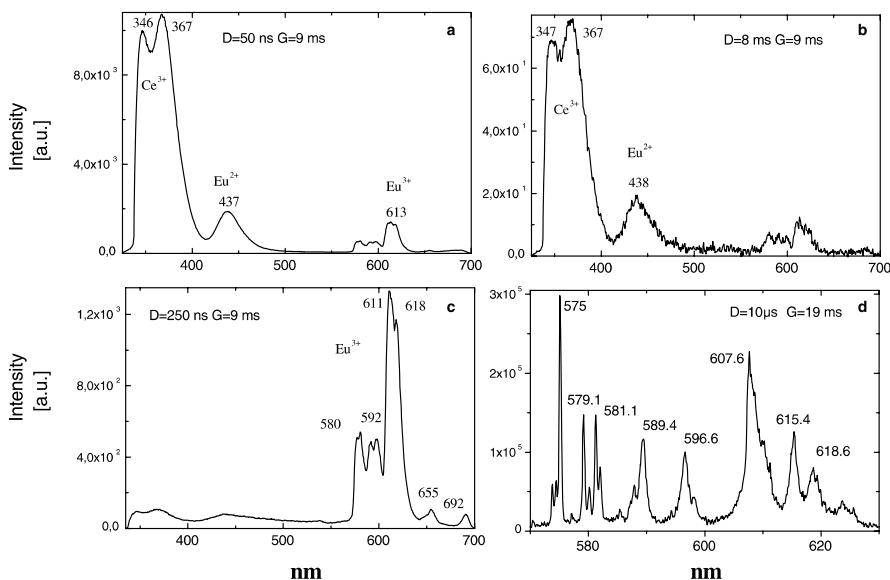 346 367 a
D=50 ns G=9 ms
Ce³⁺
Eu²⁺
437
Eu³⁺
613
8,0x10³
4,0x10³
0,0
400 500 600 700
Intensity
[a.u.]
347 367 b
D=8 ms G=9 ms
Ce³⁺
Eu²⁺
438
6,0x10¹
4,0x10¹
2,0x10¹
0,0
400 500 600 700
611 618 c
D=250 ns G=9 ms
Eu³⁺
580 592
655 692
1,2x10³
8,0x10²
4,0x10²
0,0
400 500 600 700
Intensity
[a.u.]
nm
575 d
D=10µs G=19 ms
579.1
581.1
589.4
596.6
607.6
615.4
618.6
3x10⁵
2x10⁵
1x10⁵
0
580 600 620
nm